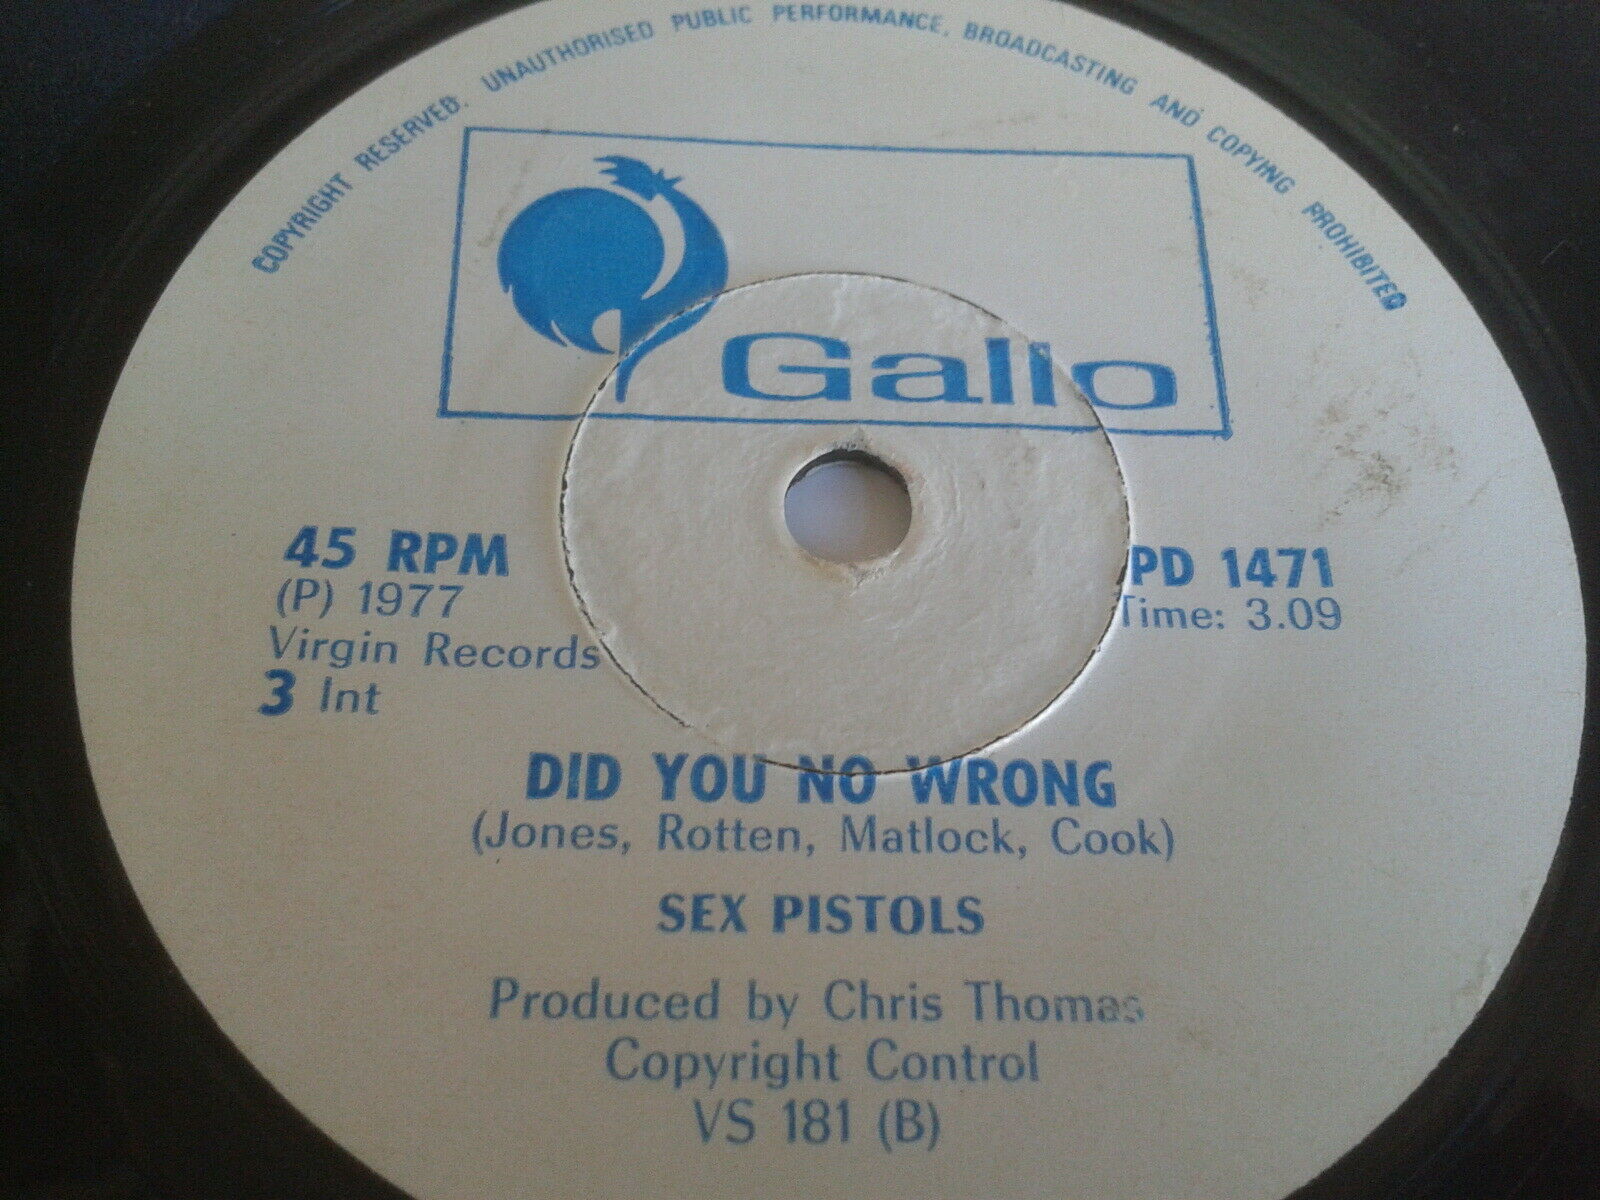 COPYRIGHT RESERVED. UNAUTHORISED PUBLIC PERFORMANCE, BROADCASTING AND COPYING PROHIBITED
Gallo
45 RPM
(P) 1977
Virgin Records
3 Int
PD 1471
Time: 3.09
DID YOU NO WRONG
(Jones, Rotten, Matlock, Cook)
SEX PISTOLS
Produced by Chris Thomas
Copyright Control
VS 181 (B)